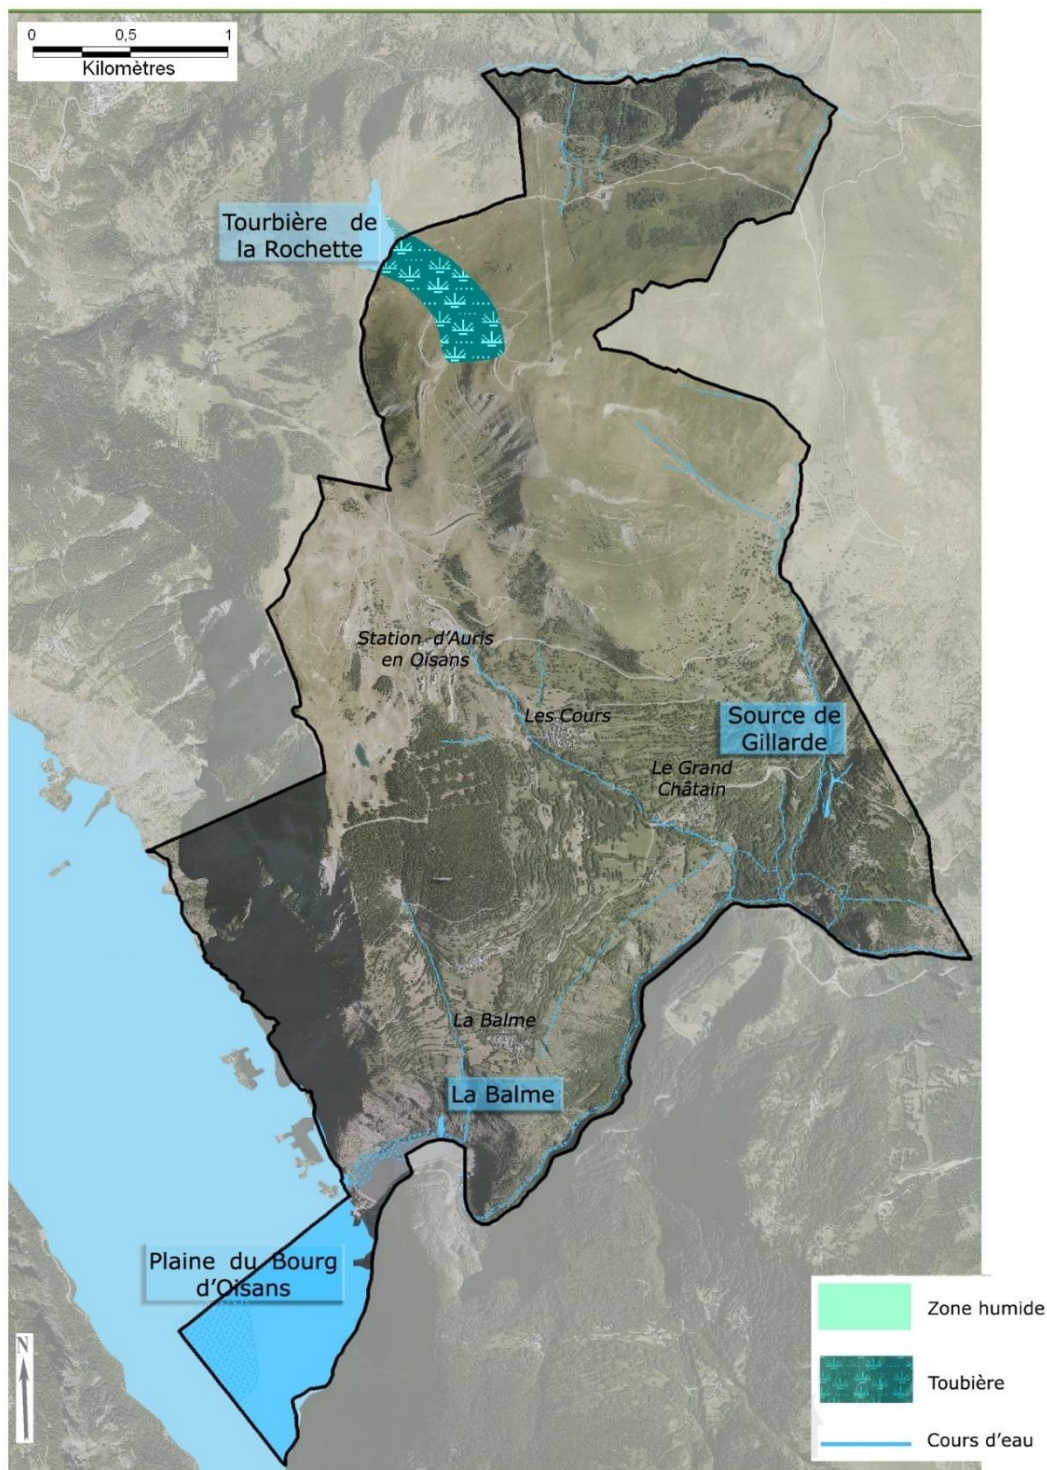 0 0,5 1
Kilomètres
Tourbière de
la Rochette
Station d'Auris
en Oisans
Les Cours
Source de
Gillarde
Le Grand
Châtain
La Balme
La Balme
Plaine du Bourg
d'Oisans
N
Zone humide
Toubière
Cours d'eau